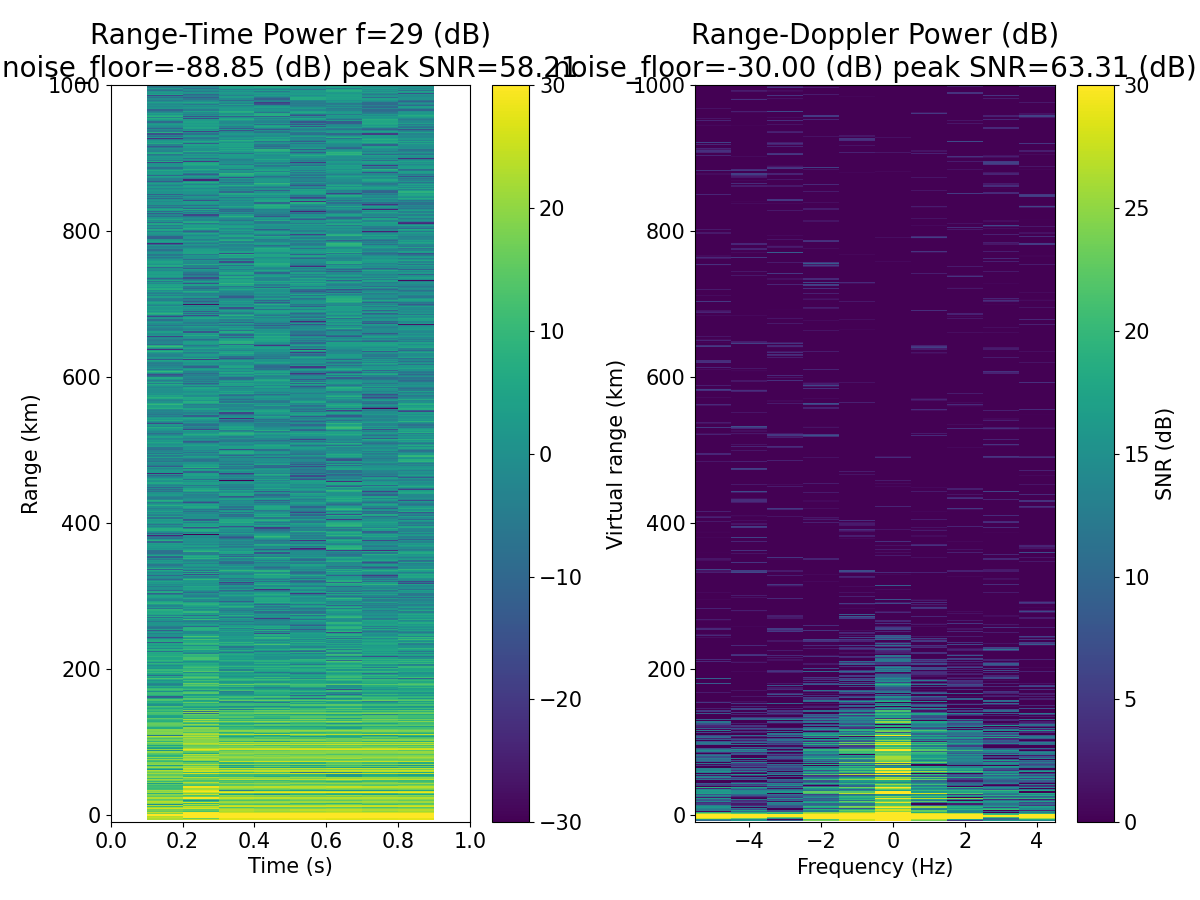 Range-Time Power f=29 (dB)
noise_floor=-88.85 (dB) peak SNR=58.21
Range-Doppler Power (dB)
noise_floor=-30.00 (dB) peak SNR=63.31 (dB)
1000
800
600
400
200
0
Range (km)
0.0 0.2 0.4 0.6 0.8 1.0
Time (s)
30
20
10
0
−10
−20
−30
1000
800
600
400
200
0
Virtual range (km)
−4 −2 0 2 4
Frequency (Hz)
30
25
20
15
10
5
0
SNR (dB)